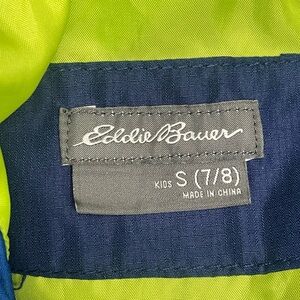 Eddie Bauer
KIDS S (7/8)
MADE IN CHINA